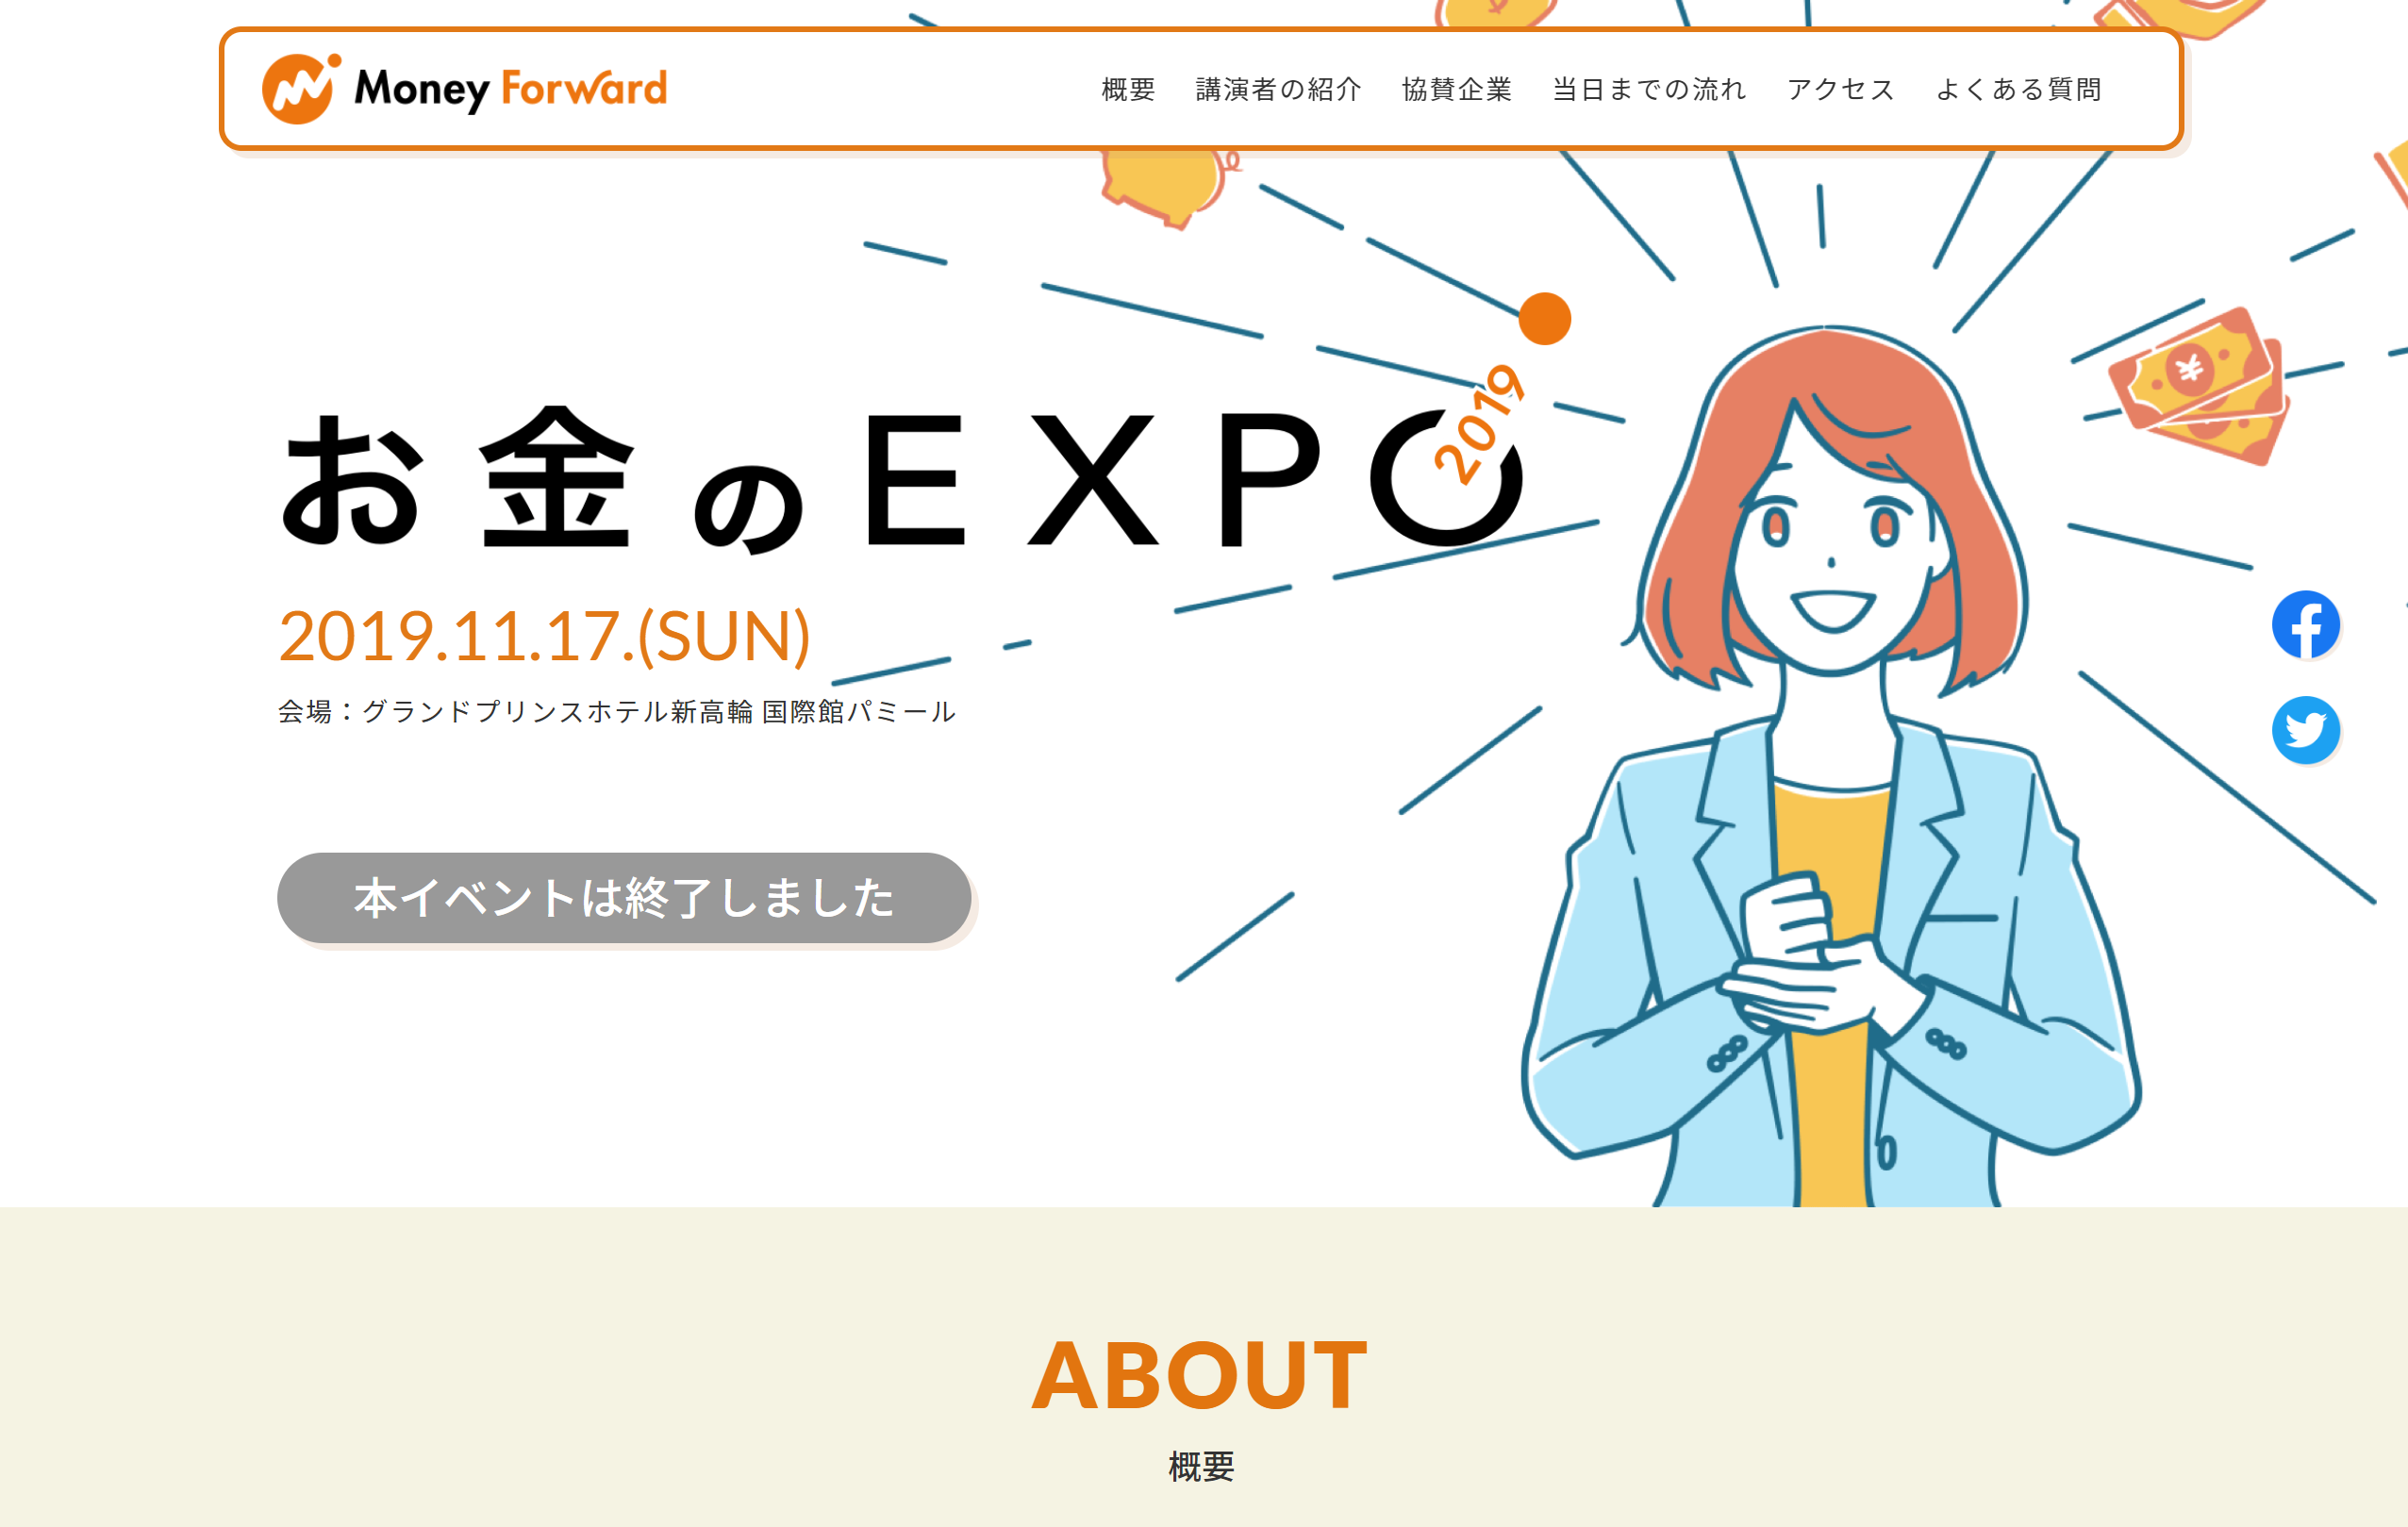 Money Forward
概要 講演者の紹介 協賛企業 当日までの流れ アクセス よくある質問
お金のEXPO 2019
2019.11.17.(SUN)
会場：グランドプリンスホテル新高輪 国際館パミール
本イベントは終了しました
ABOUT
概要